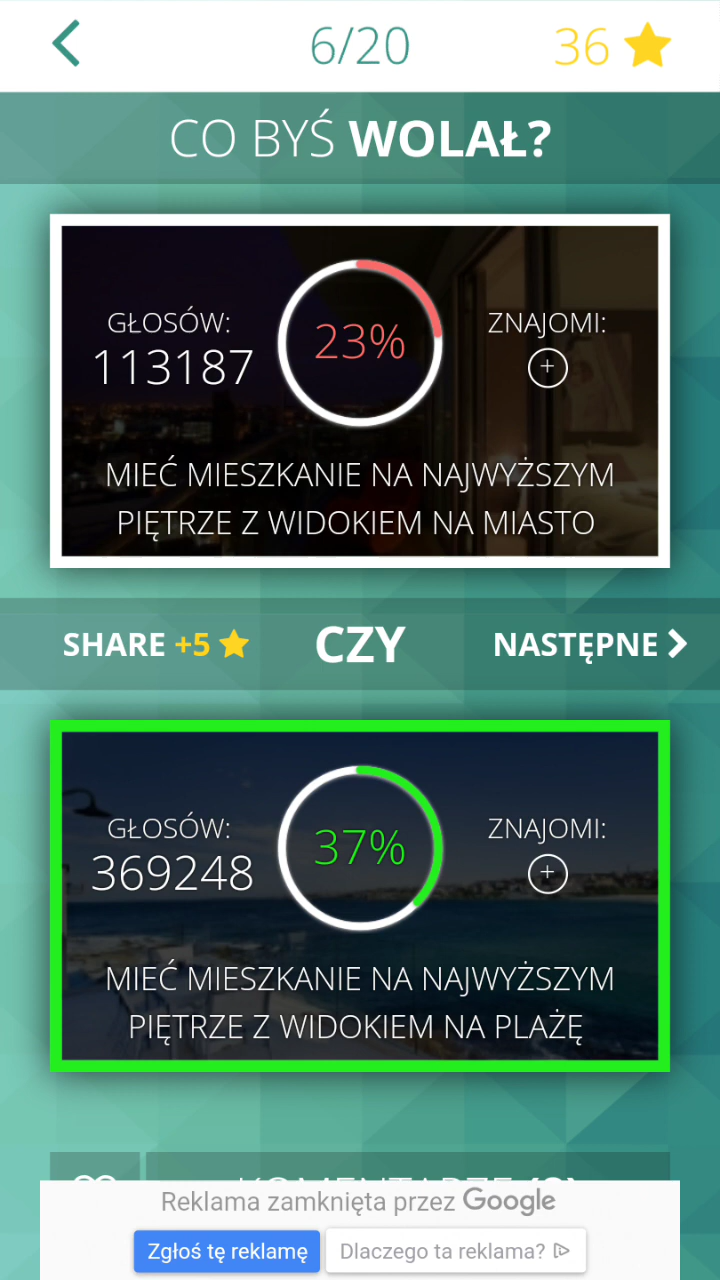 6/20
36
CO BYŚ WOLAŁ?
GŁOSÓW:
113187
23%
ZNAJOMI:
MIEĆ MIESZKANIE NA NAJWYŻSZYM
PIĘTRZE Z WIDOKIEM NA MIASTO
SHARE +5
CZY
NASTĘPNE
GŁOSÓW:
369248
37%
ZNAJOMI:
MIEĆ MIESZKANIE NA NAJWYŻSZYM
PIĘTRZE Z WIDOKIEM NA PLAŻĘ
Reklama zamknięta przez Google
Zgłoś tę reklamę
Dlaczego ta reklama?